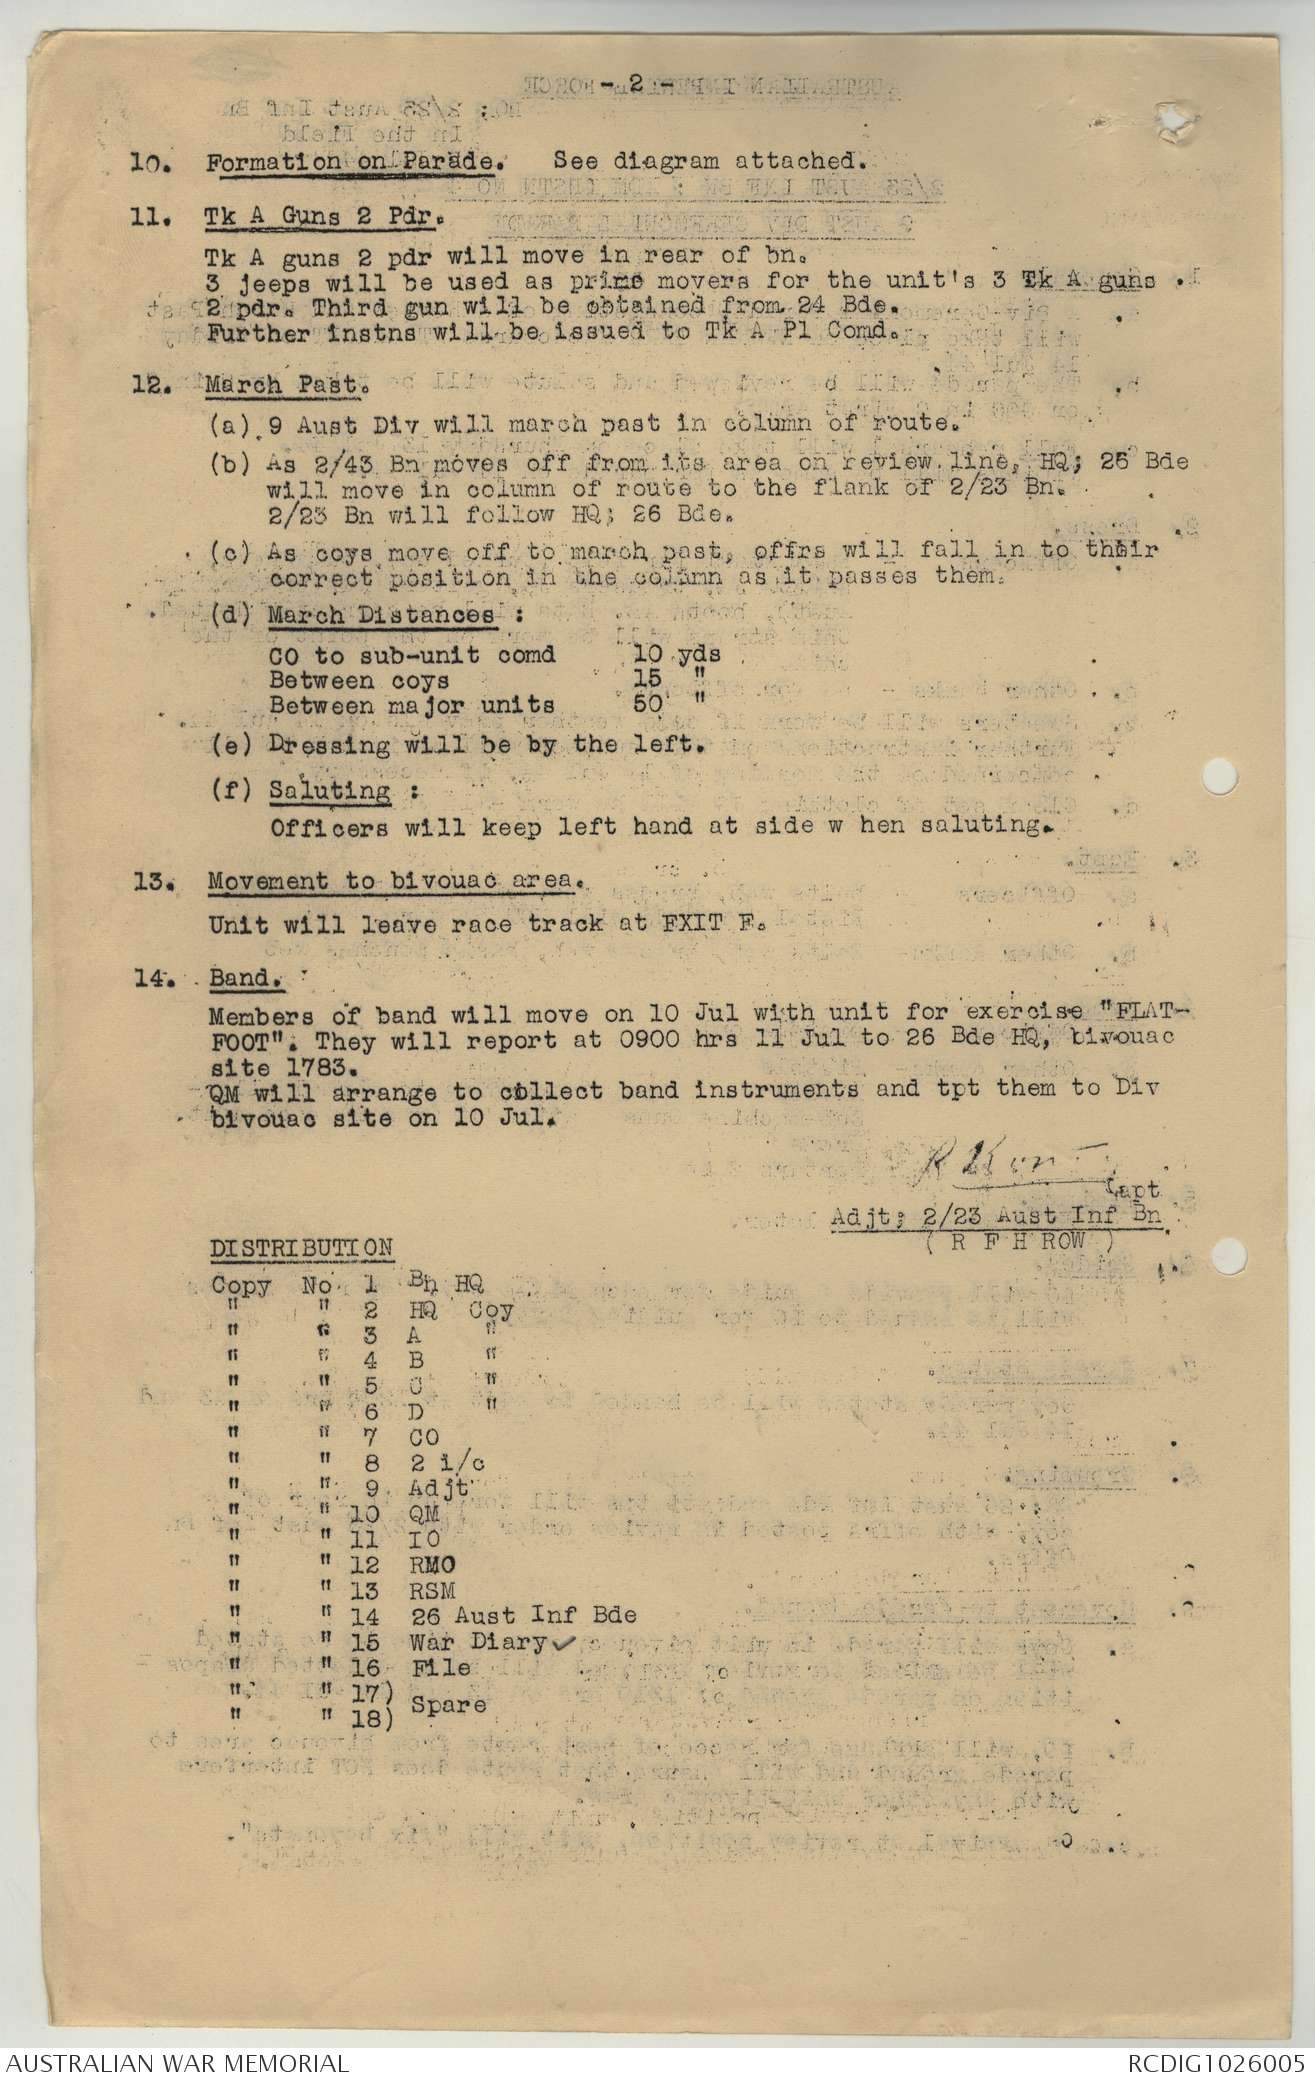 - 2 -
10. Formation on Parade. See diagram attached.
11. Tk A Guns 2 Pdr.
Tk A guns 2 pdr will move in rear of bn.
3 jeeps will be used as prime movers for the unit's 3 Tk A guns
2 pdr. Third gun will be obtained from 24 Bde.
Further instns will be issued to Tk A Pl Comd.
12. March Past.
(a) 9 Aust Div will march past in column of route.
(b) As 2/43 Bn moves off from its area on review line, HQ; 26 Bde
will move in column of route to the flank of 2/23 Bn.
2/23 Bn will follow HQ; 26 Bde.
(c) As coys move off to march past, offrs will fall in to their
correct position in the column as it passes them.
(d) March Distances :
CO to sub-unit comd 10 yds
Between coys 15 "
Between major units 50 "
(e) Dressing will be by the left.
(f) Saluting :
Officers will keep left hand at side w hen saluting.
13. Movement to bivouac area.
Unit will leave race track at EXIT F.
14. Band.
Members of band will move on 10 Jul with unit for exercise "FLAT-
FOOT". They will report at 0900 hrs 11 Jul to 26 Bde HQ, bivouac
site 1783.
QM will arrange to collect band instruments and tpt them to Div
bivouac site on 10 Jul.
Capt
Adjt; 2/23 Aust Inf Bn
( R F H ROW )
DISTRIBUTION
Copy No 1 Bn HQ
" " 2 HQ Coy
" " 3 A "
" " 4 B "
" " 5 C "
" " 6 D "
" " 7 CO
" " 8 2 i/c
" " 9 Adjt
" " 10 QM
" " 11 IO
" " 12 RMO
" " 13 RSM
" " 14 26 Aust Inf Bde
" " 15 War Diary ✓
" " 16 File
" " 17)
Spare
" " 18)
AUSTRALIAN WAR MEMORIAL
RCDIG1026005